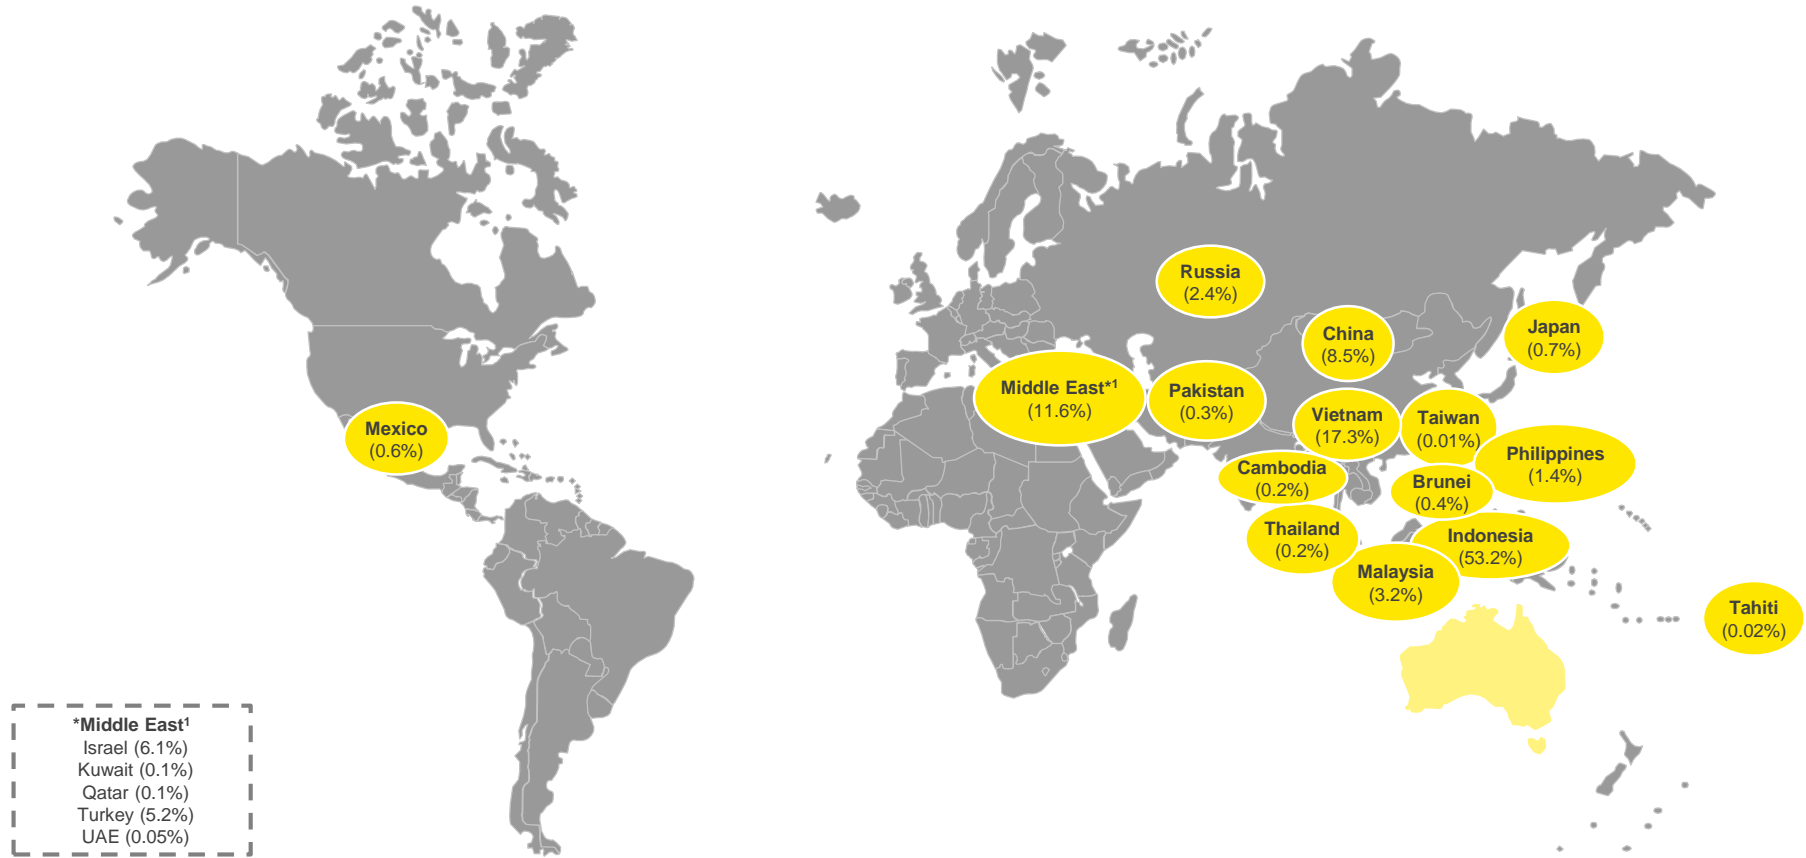 Russia
(2.4%)
China
(8.5%)
Japan
(0.7%)
Middle East*¹
(11.6%)
Pakistan
(0.3%)
Vietnam
(17.3%)
Taiwan
(0.01%)
Mexico
(0.6%)
Philippines
(1.4%)
Cambodia
(0.2%)
Brunei
(0.4%)
Thailand
(0.2%)
Indonesia
(53.2%)
Malaysia
(3.2%)
Tahiti
(0.02%)
*Middle East¹
Israel (6.1%)
Kuwait (0.1%)
Qatar (0.1%)
Turkey (5.2%)
UAE (0.05%)